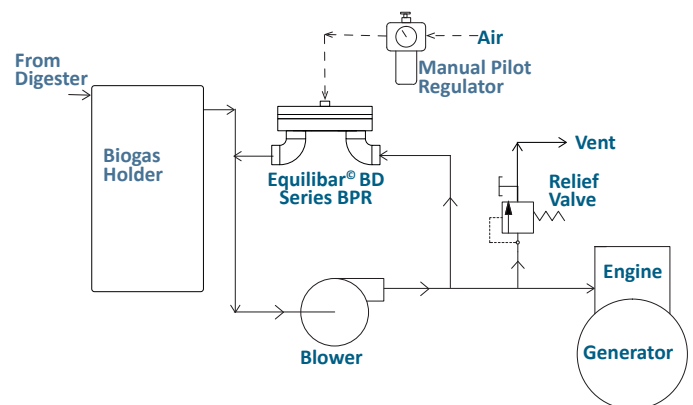 From
Digester
Biogas
Holder
Air
Manual Pilot
Regulator
Equilibar© BD
Series BPR
Vent
Relief
Valve
Blower
Engine
Generator